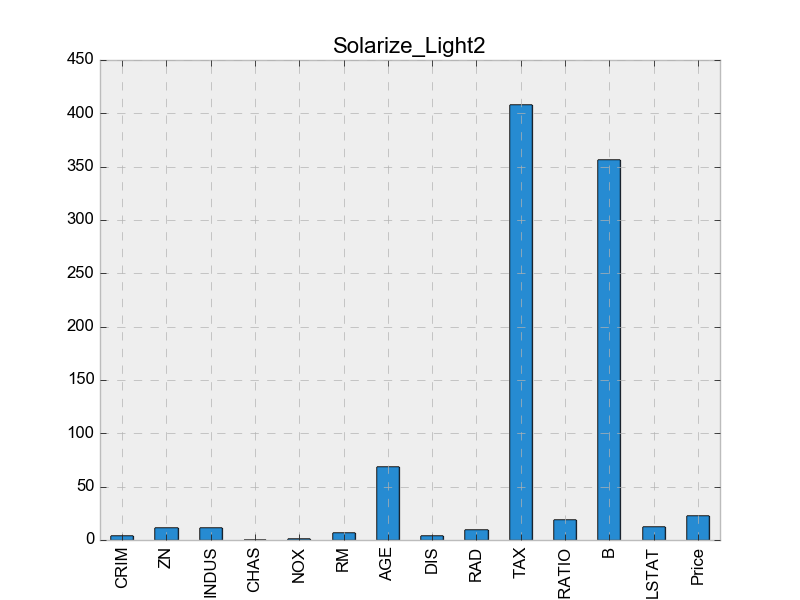 Solarize_Light2
450
400
350
300
250
200
150
100
50
0
CRIM
ZN
INDUS
CHAS
NOX
RM
AGE
DIS
RAD
TAX
RATIO
B
LSTAT
Price